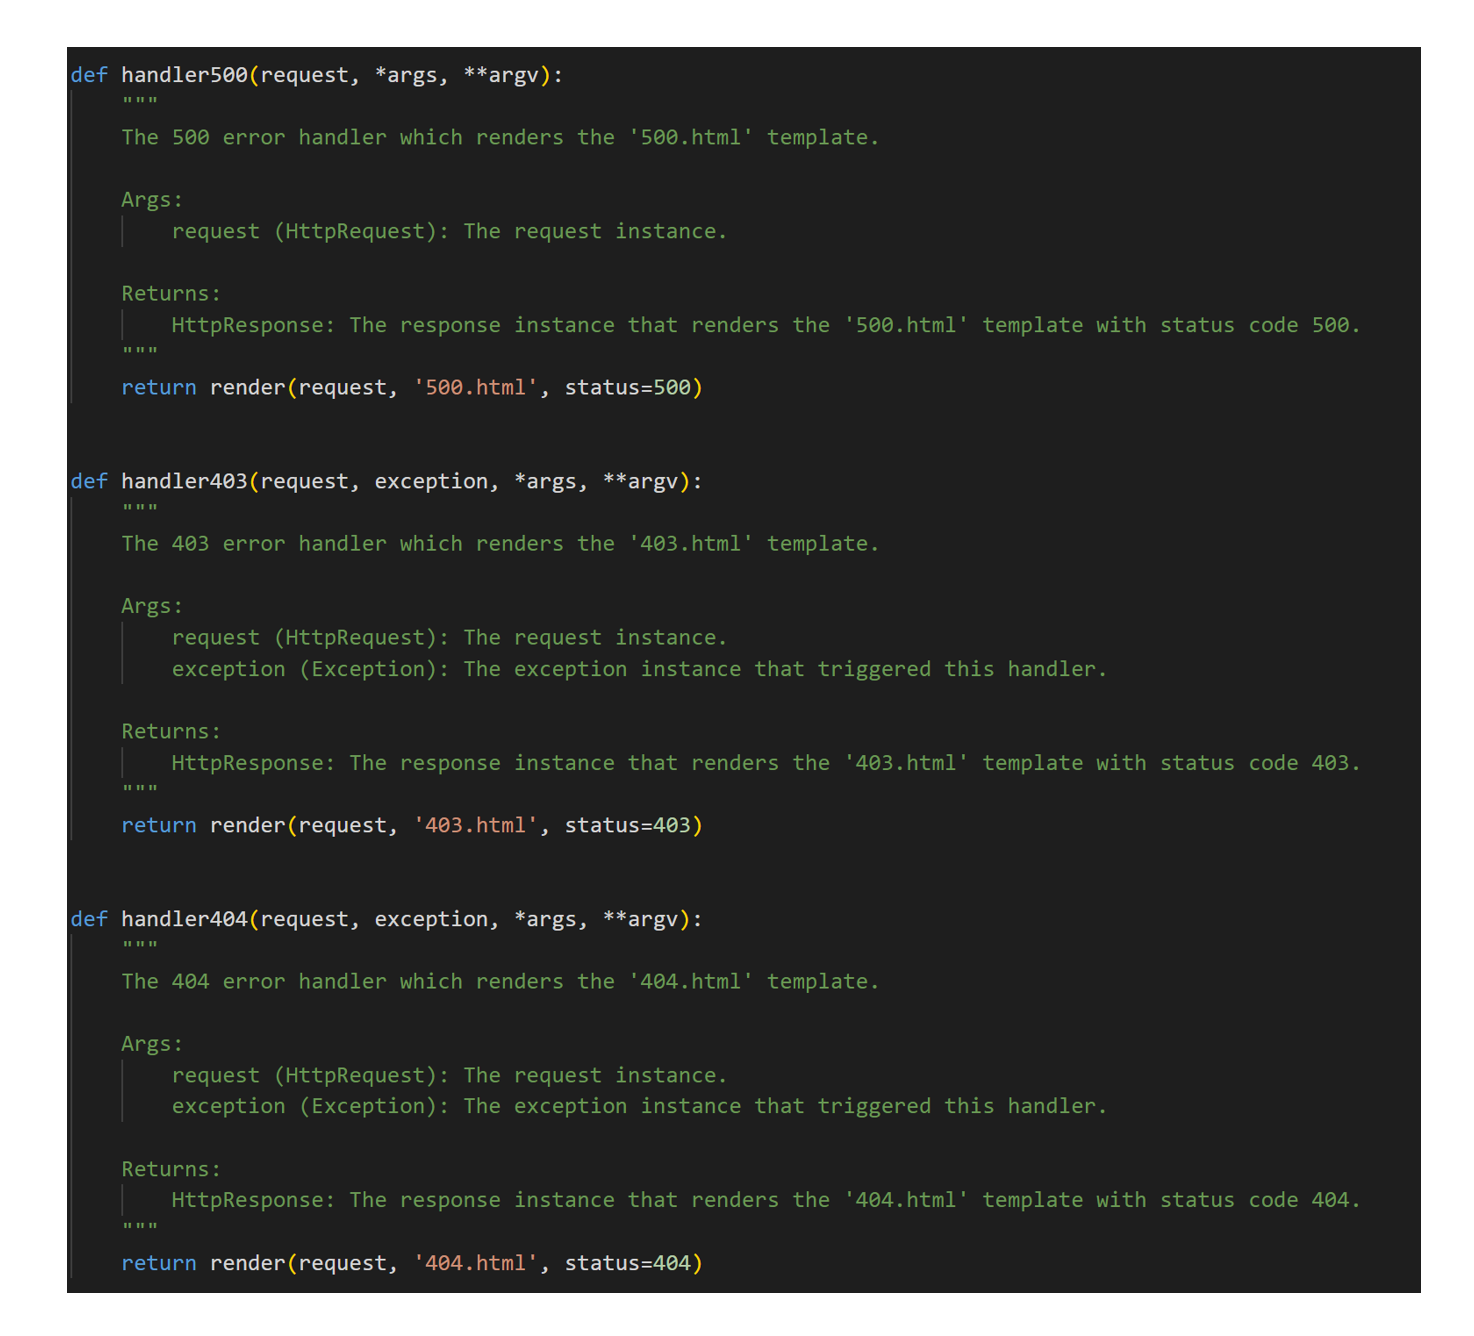 def handler500(request, *args, **argv):
    """
    The 500 error handler which renders the '500.html' template.

    Args:
        request (HttpRequest): The request instance.

    Returns:
        HttpResponse: The response instance that renders the '500.html' template with status code 500.
    """
    return render(request, '500.html', status=500)


def handler403(request, exception, *args, **argv):
    """
    The 403 error handler which renders the '403.html' template.

    Args:
        request (HttpRequest): The request instance.
        exception (Exception): The exception instance that triggered this handler.

    Returns:
        HttpResponse: The response instance that renders the '403.html' template with status code 403.
    """
    return render(request, '403.html', status=403)


def handler404(request, exception, *args, **argv):
    """
    The 404 error handler which renders the '404.html' template.

    Args:
        request (HttpRequest): The request instance.
        exception (Exception): The exception instance that triggered this handler.

    Returns:
        HttpResponse: The response instance that renders the '404.html' template with status code 404.
    """
    return render(request, '404.html', status=404)